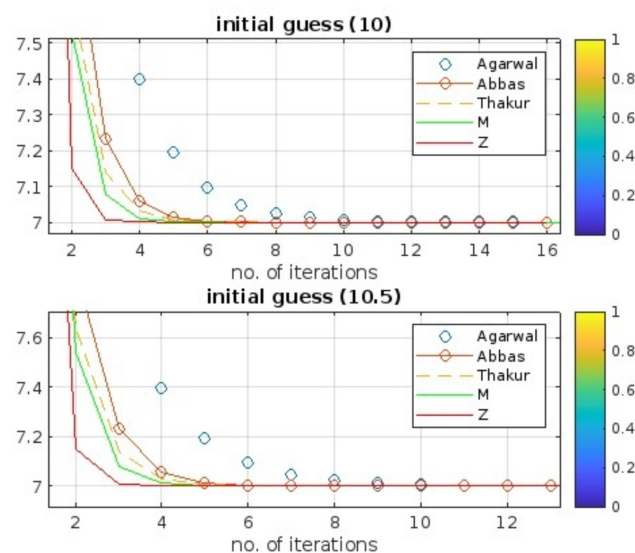 initial guess (10)
7.5
7.4
7.3
7.2
7.1
7
2 4 6 8 10 12 14 16
no. of iterations
Agarwal
Abbas
Thakur
M
Z
1
0.8
0.6
0.4
0.2
0
initial guess (10.5)
7.6
7.4
7.2
7
2 4 6 8 10 12
no. of iterations
Agarwal
Abbas
Thakur
M
Z
1
0.8
0.6
0.4
0.2
0